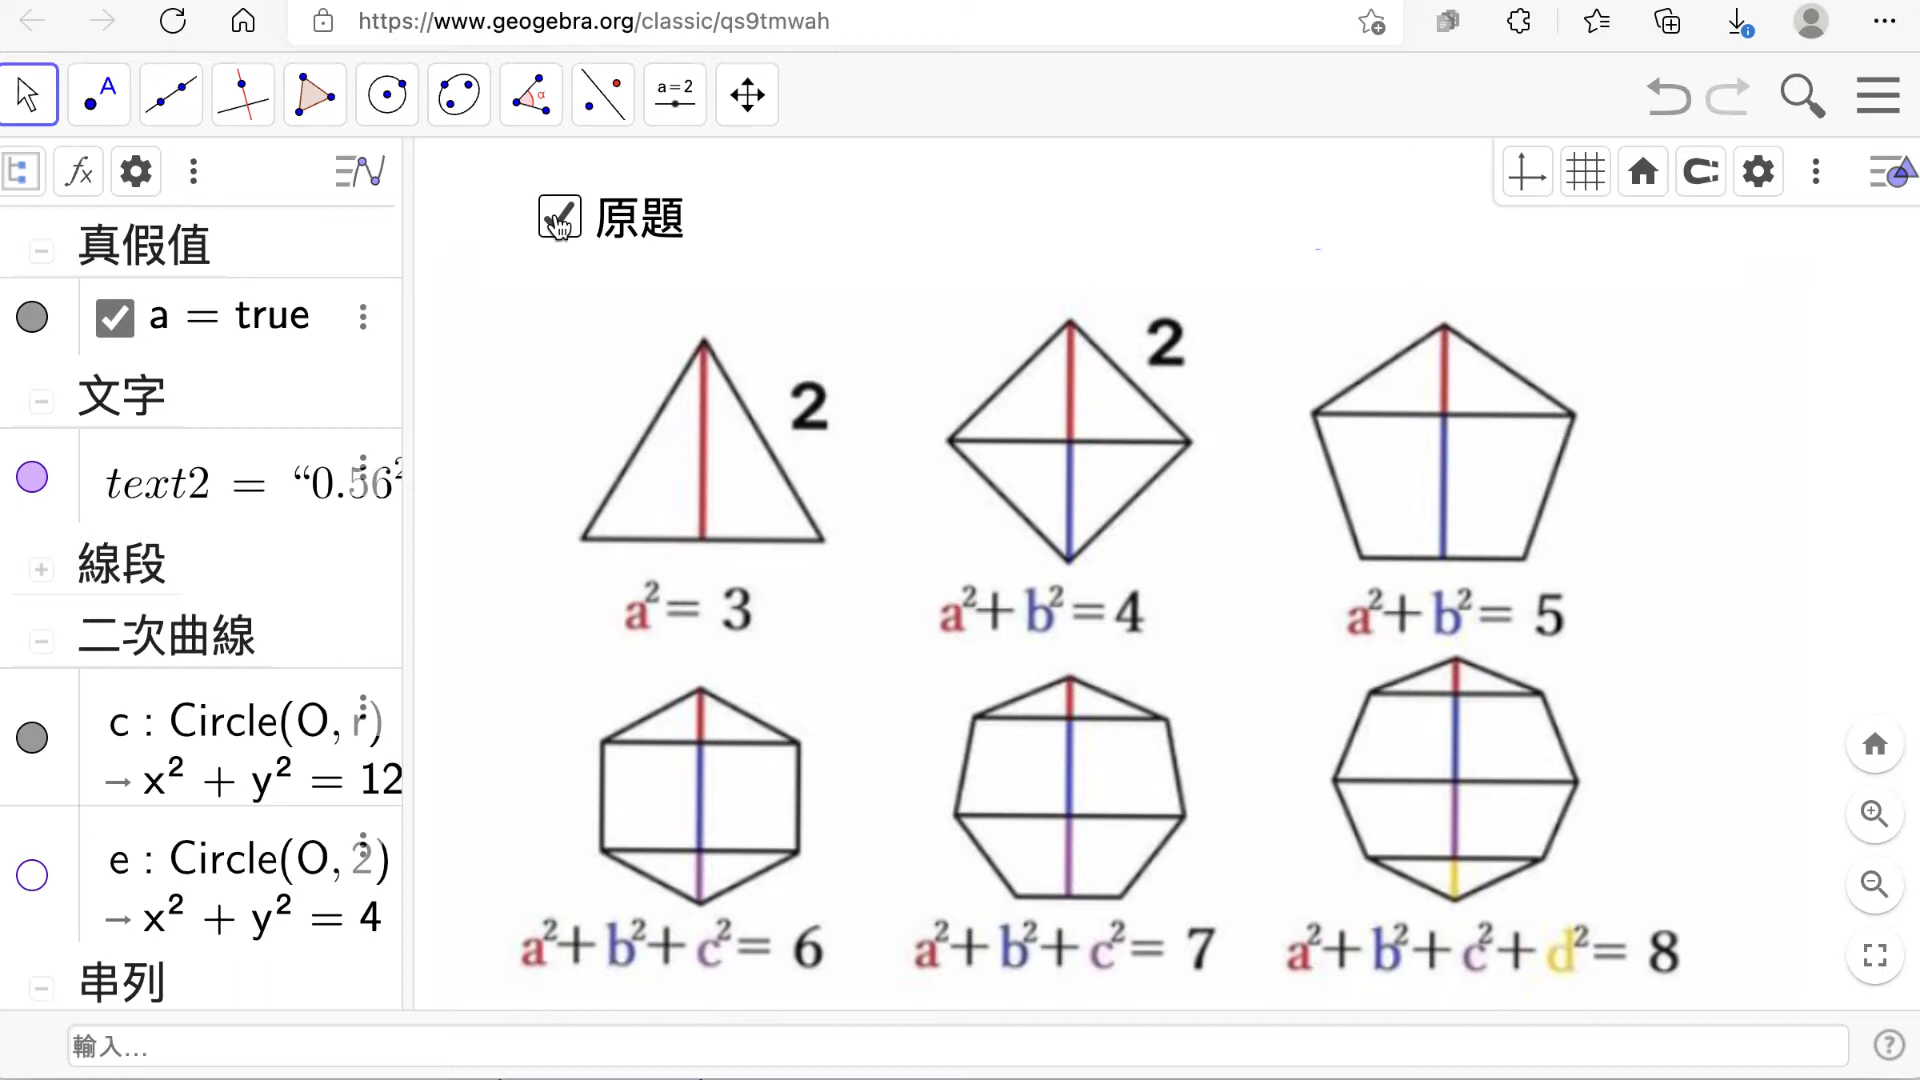 https://www.geogebra.org/classic/qs9tmwah
A
α
a = 2
fx
真假值
a = true
文字
text2 = “0.56²
線段
二次曲線
c : Circle(O, r)
→ x² + y² = 12
e : Circle(O, 2)
→ x² + y² = 4
串列
原題
2
2
a² = 3
a² + b² = 4
a² + b² = 5
a² + b² + c² = 6
a² + b² + c² = 7
a² + b² + c² + d² = 8
輸入...